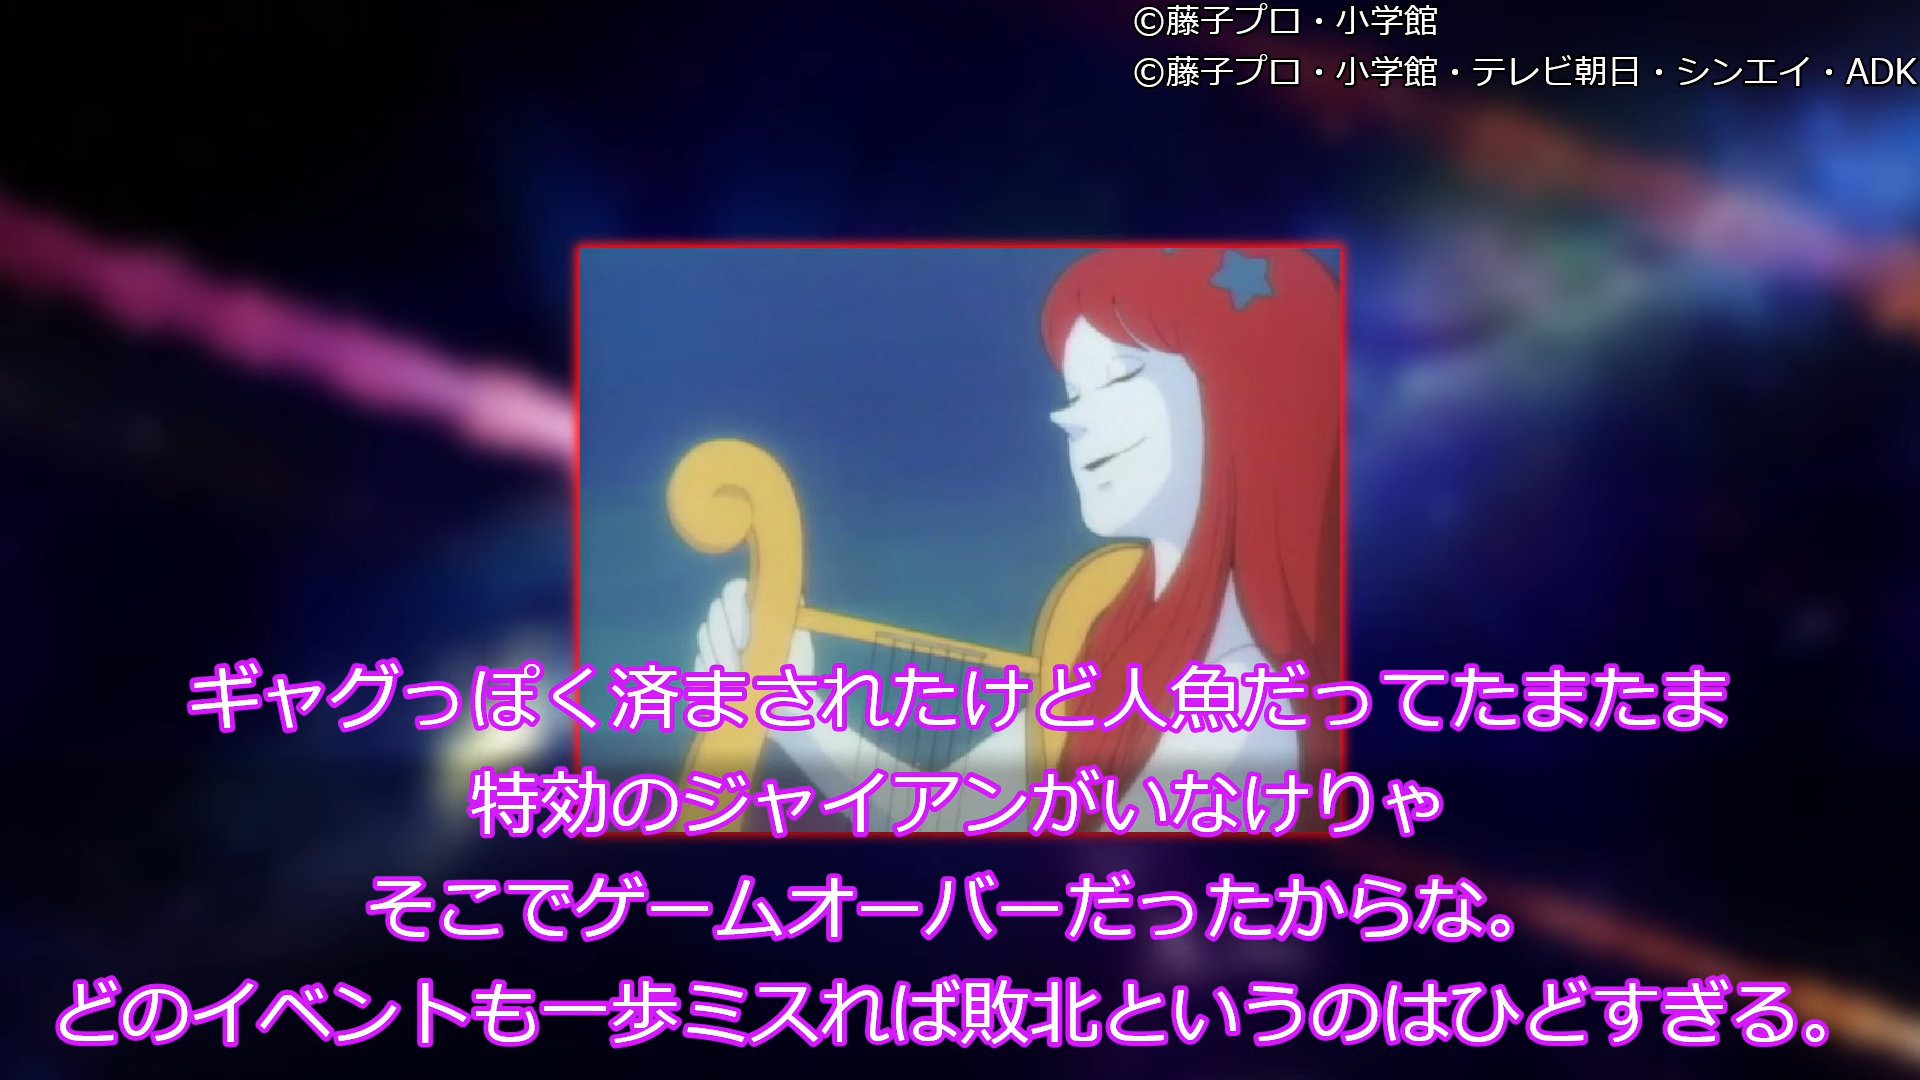 ©藤子プロ・小学館
©藤子プロ・小学館・テレビ朝日・シンエイ・ADK
ギャグっぽく済まされたけど人魚だってたまたま
特効のジャイアンがいなけりゃ
そこでゲームオーバーだったからな。
どのイベントも一歩ミスれば敗北というのはひどすぎる。